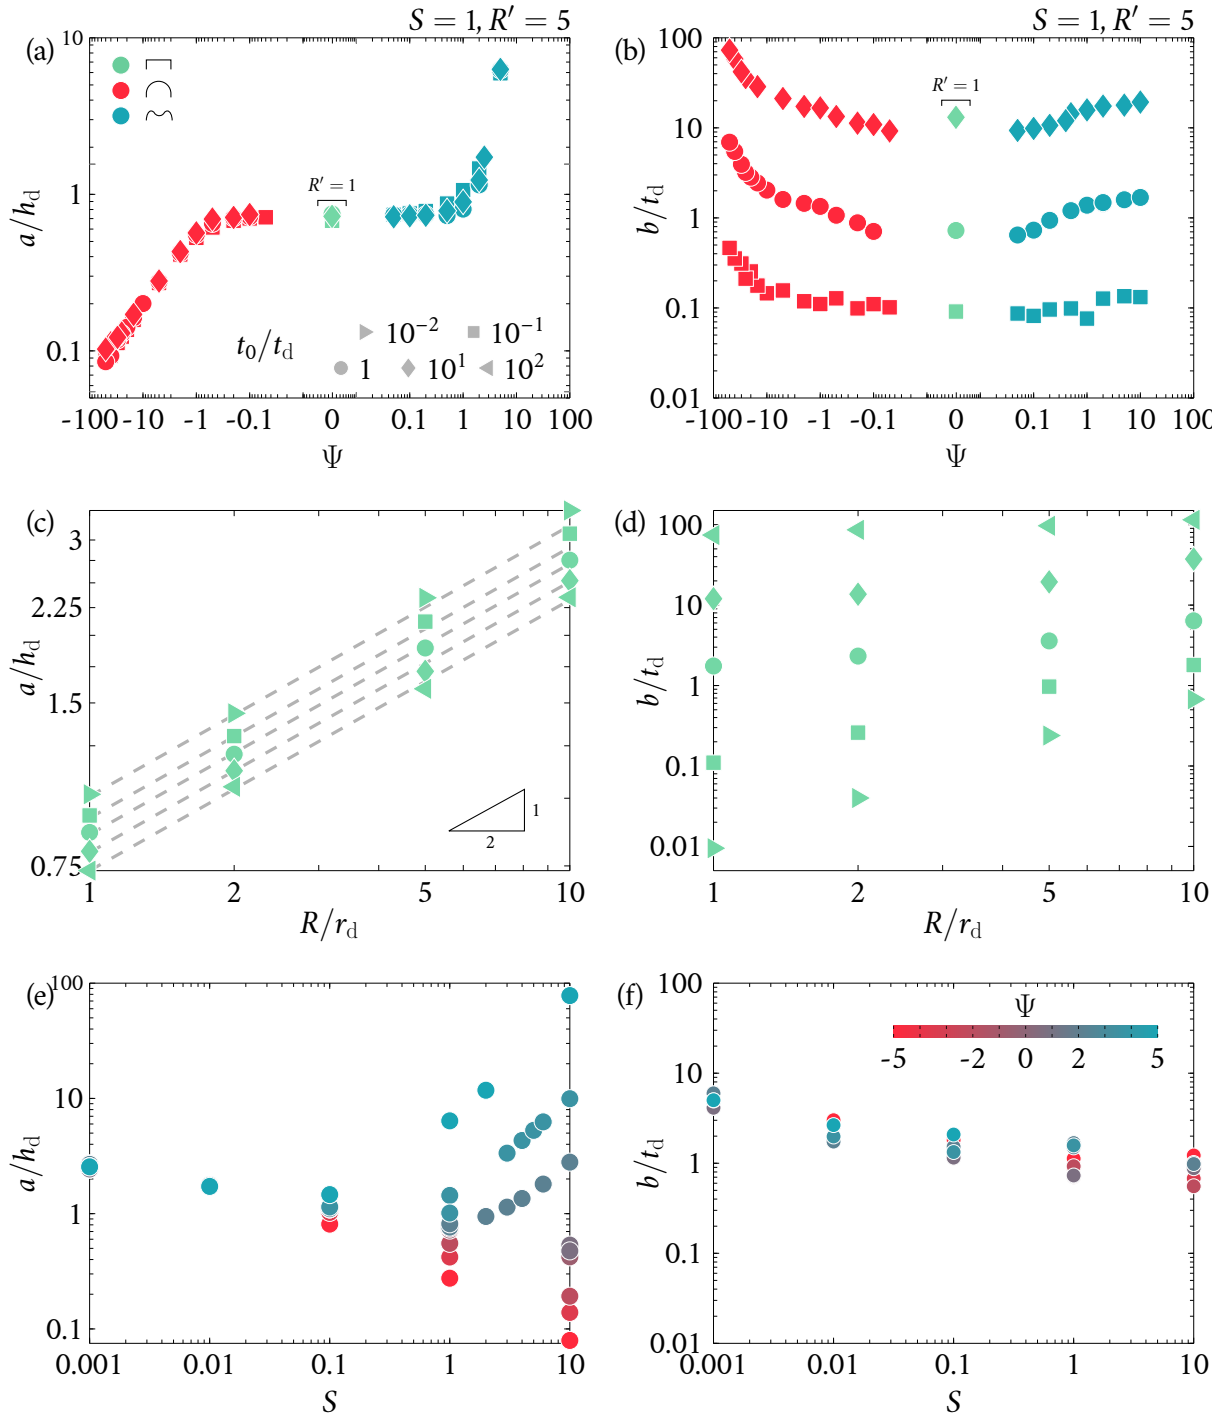 S = 1, R′ = 5
(a)
10
1
0.1
a/h_d
R′ = 1
t_0/t_d
10^{-2}
10^{-1}
1
10^1
10^2
-100 -10 -1 -0.1 0 0.1 1 10 100
Ψ
S = 1, R′ = 5
(b)
100
10
1
0.1
0.01
b/t_d
R′ = 1
-100 -10 -1 -0.1 0 0.1 1 10 100
Ψ
(c)
3
2.25
1.5
0.75
a/h_d
1
2
1 2 5 10
R/r_d
(d)
100
10
1
0.1
0.01
b/t_d
1 2 5 10
R/r_d
(e)
100
10
1
0.1
a/h_d
0.001 0.01 0.1 1 10
S
(f)
100
10
1
0.1
0.01
b/t_d
Ψ
-5 -2 0 2 5
0.001 0.01 0.1 1 10
S